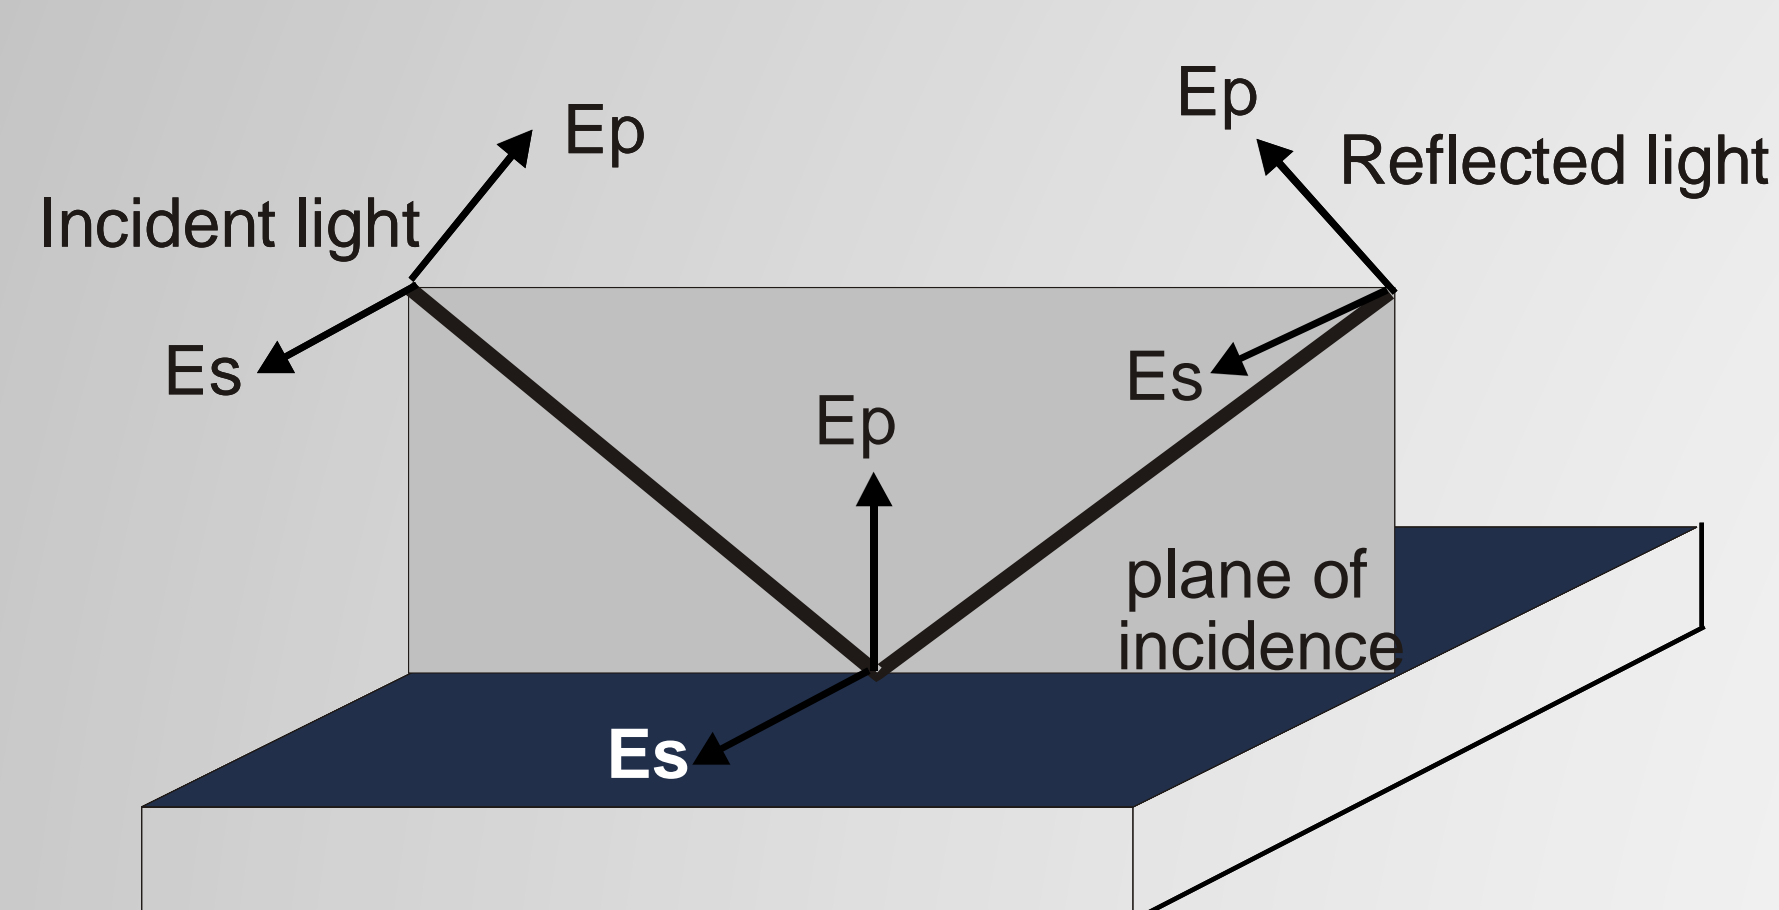 Ep
Ep
Reflected light
Incident light
Es
Es
Ep
plane of
incidence
Es